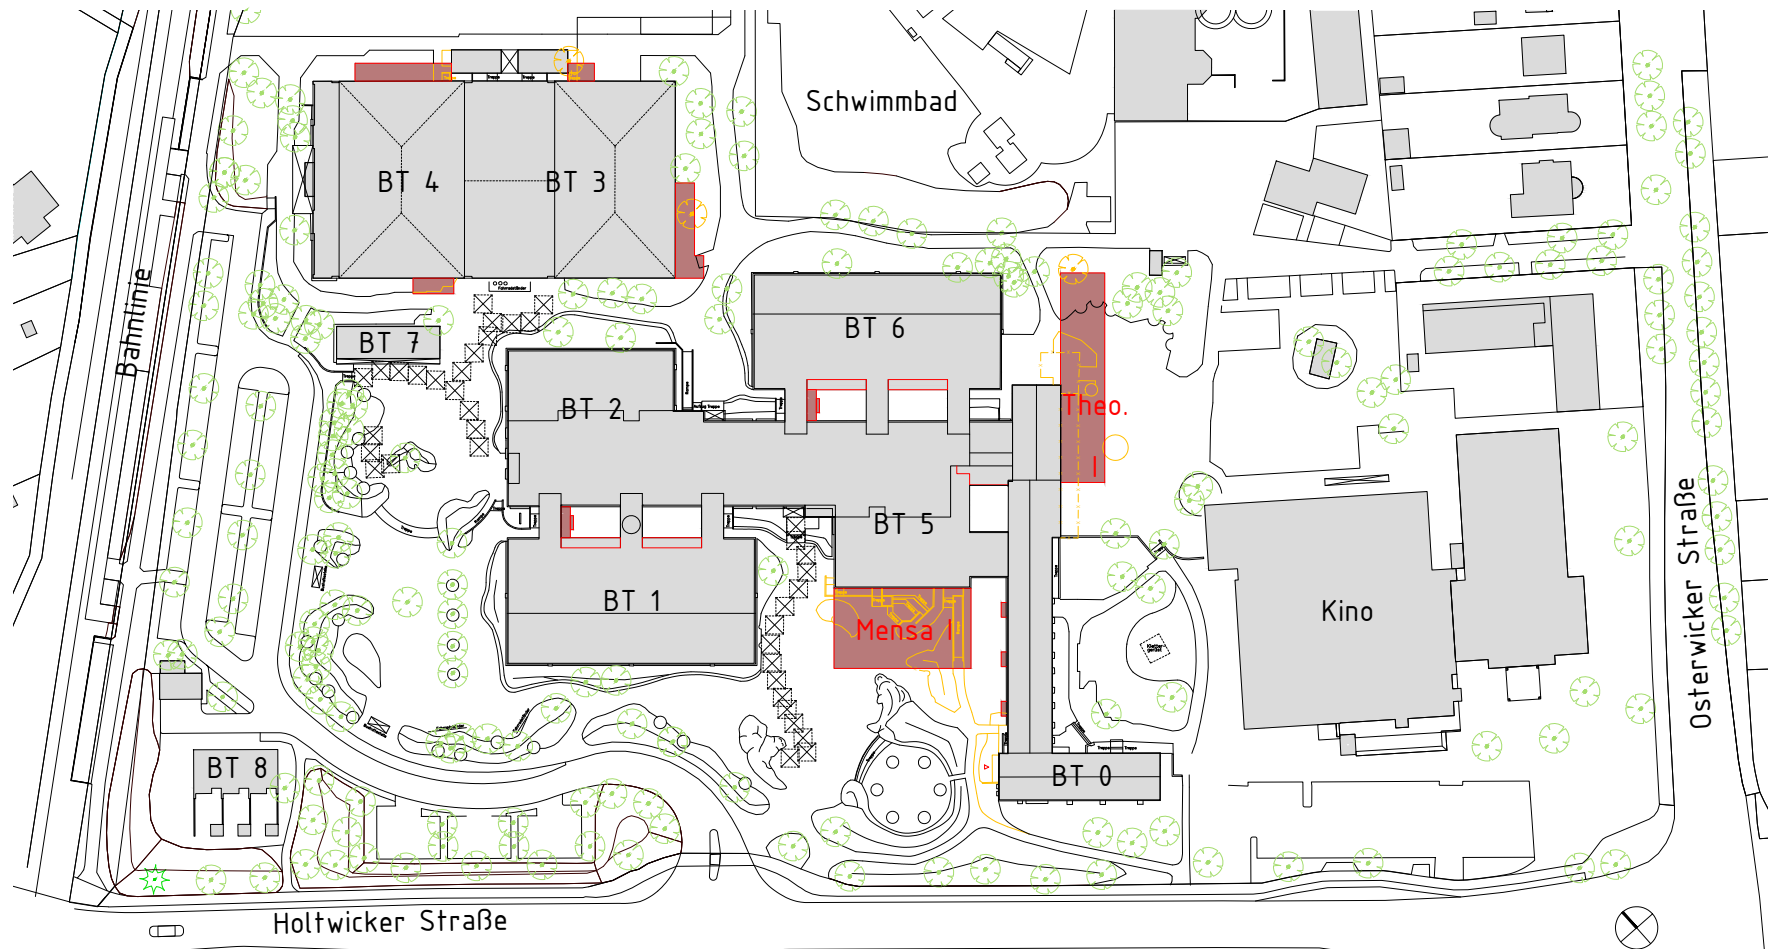 Schwimmbad
BT 4
BT 3
Bahnlinie
BT 7
BT 6
BT 2
Theo.
I
BT 5
Osterwicker Straße
BT 1
Kino
Mensa I
BT 8
BT 0
Holtwicker Straße